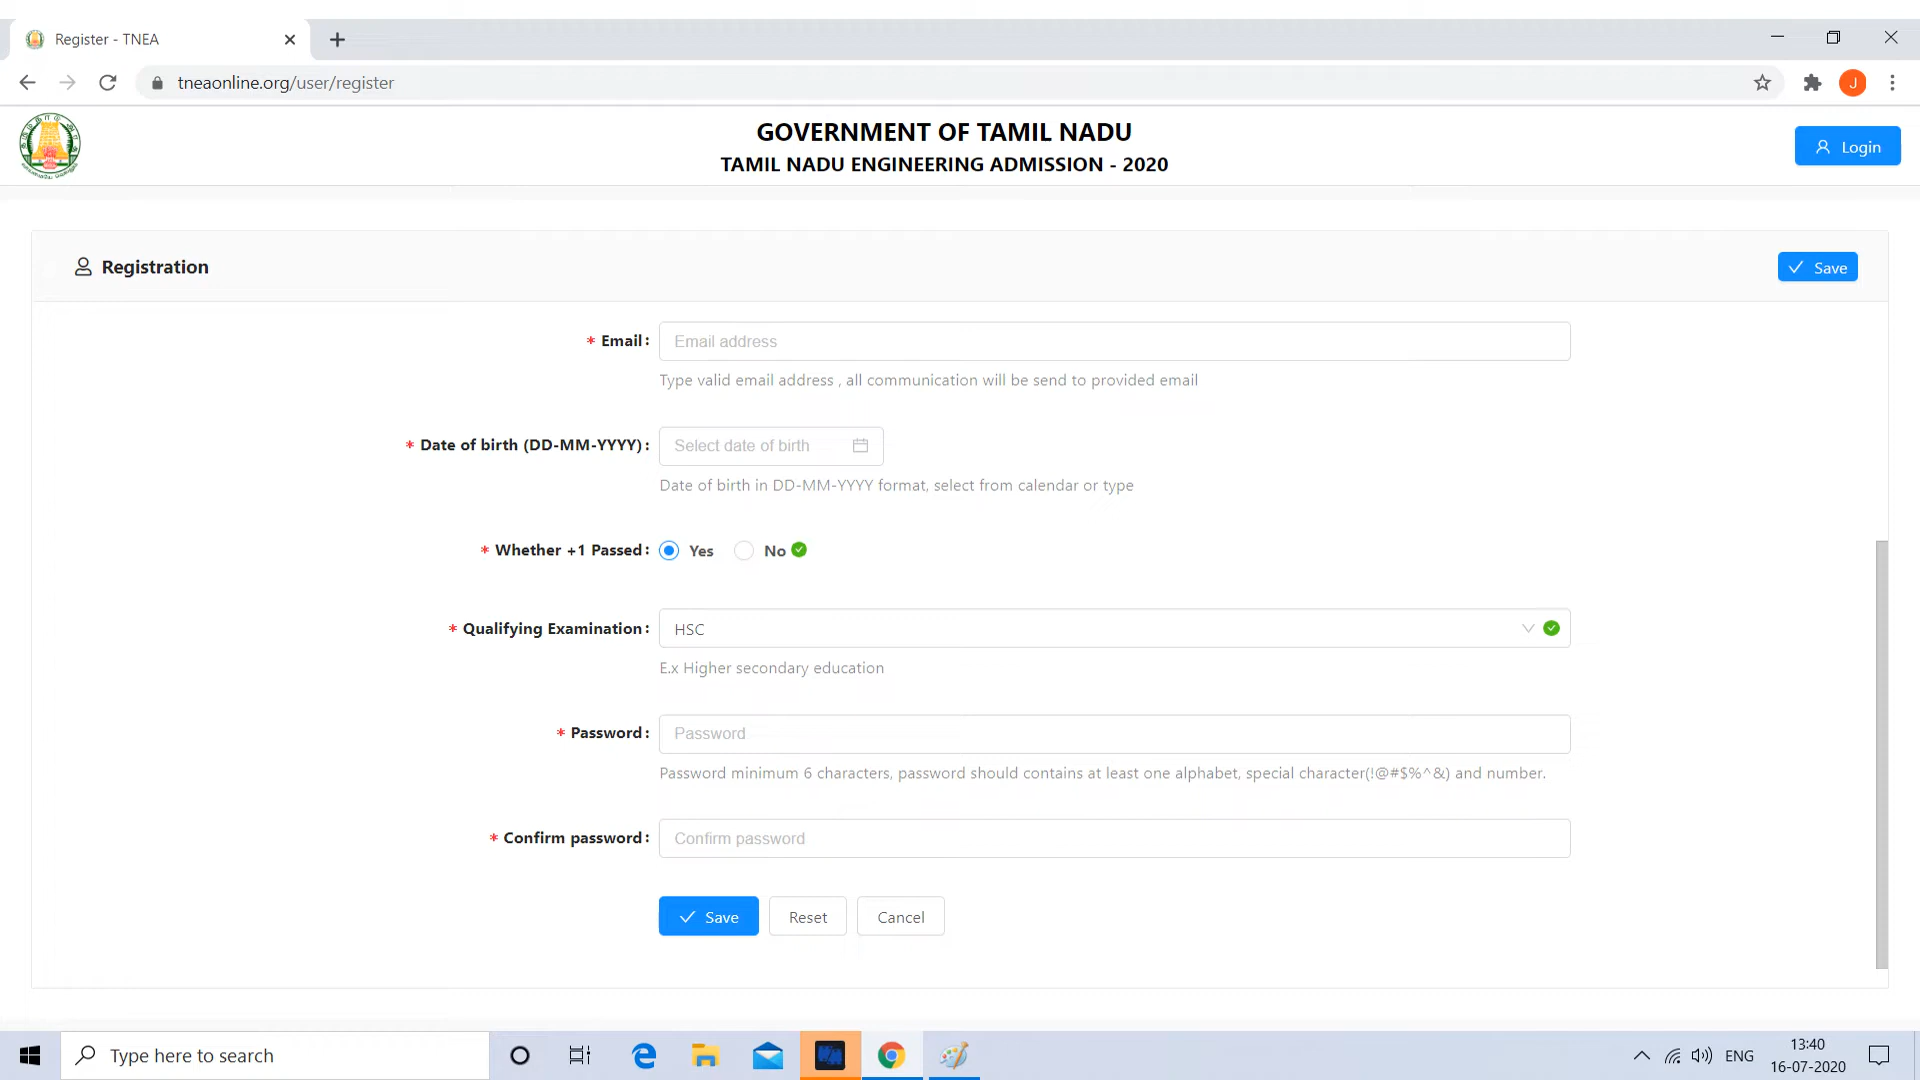 Register - TNEA
tneaonline.org/user/register
J
GOVERNMENT OF TAMIL NADU
TAMIL NADU ENGINEERING ADMISSION - 2020
Login
Registration
Save
* Email :
Email address
Type valid email address , all communication will be send to provided email
* Date of birth (DD-MM-YYYY) :
Select date of birth
Date of birth in DD-MM-YYYY format, select from calendar or type
* Whether +1 Passed : Yes No
* Qualifying Examination :
HSC
E.x Higher secondary education
* Password :
Password
Password minimum 6 characters, password should contains at least one alphabet, special character(!@#$%^&) and number.
* Confirm password :
Confirm password
Save Reset Cancel
Type here to search
ENG
13:40
16-07-2020